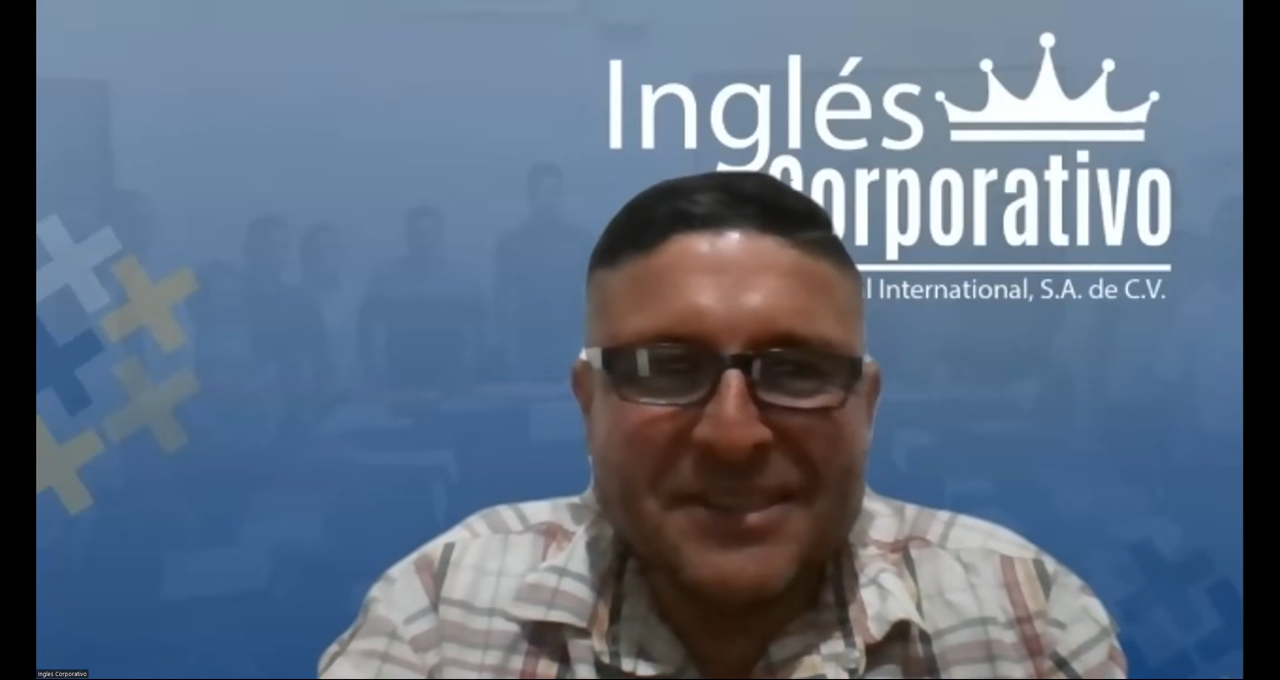 Inglés
Corporativo
l International, S.A. de C.V.
Ingles Corporativo